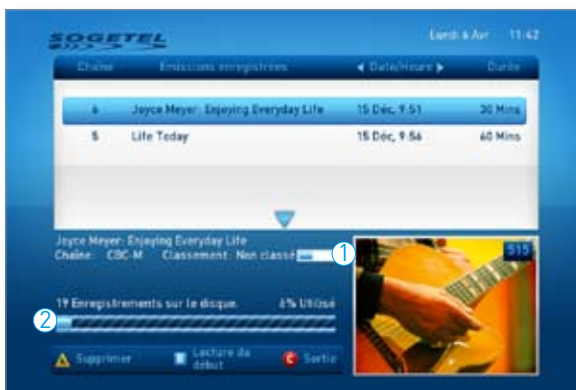 SOGETEL
Lundi 6 Avr 11:42
Chaîne Émissions enregistrées Date/Heure Durée
6 Joyce Meyer: Enjoying Everyday Life 15 Déc, 9:51 30 Mins
5 Life Today 15 Déc, 9:56 60 Mins
Joyce Meyer: Enjoying Everyday Life
Chaîne: CBC-M Classement: Non classé 1
515
19 Enregistrements sur le disque. 6% Utilisé
2
Supprimer Lecture du début C Sortie